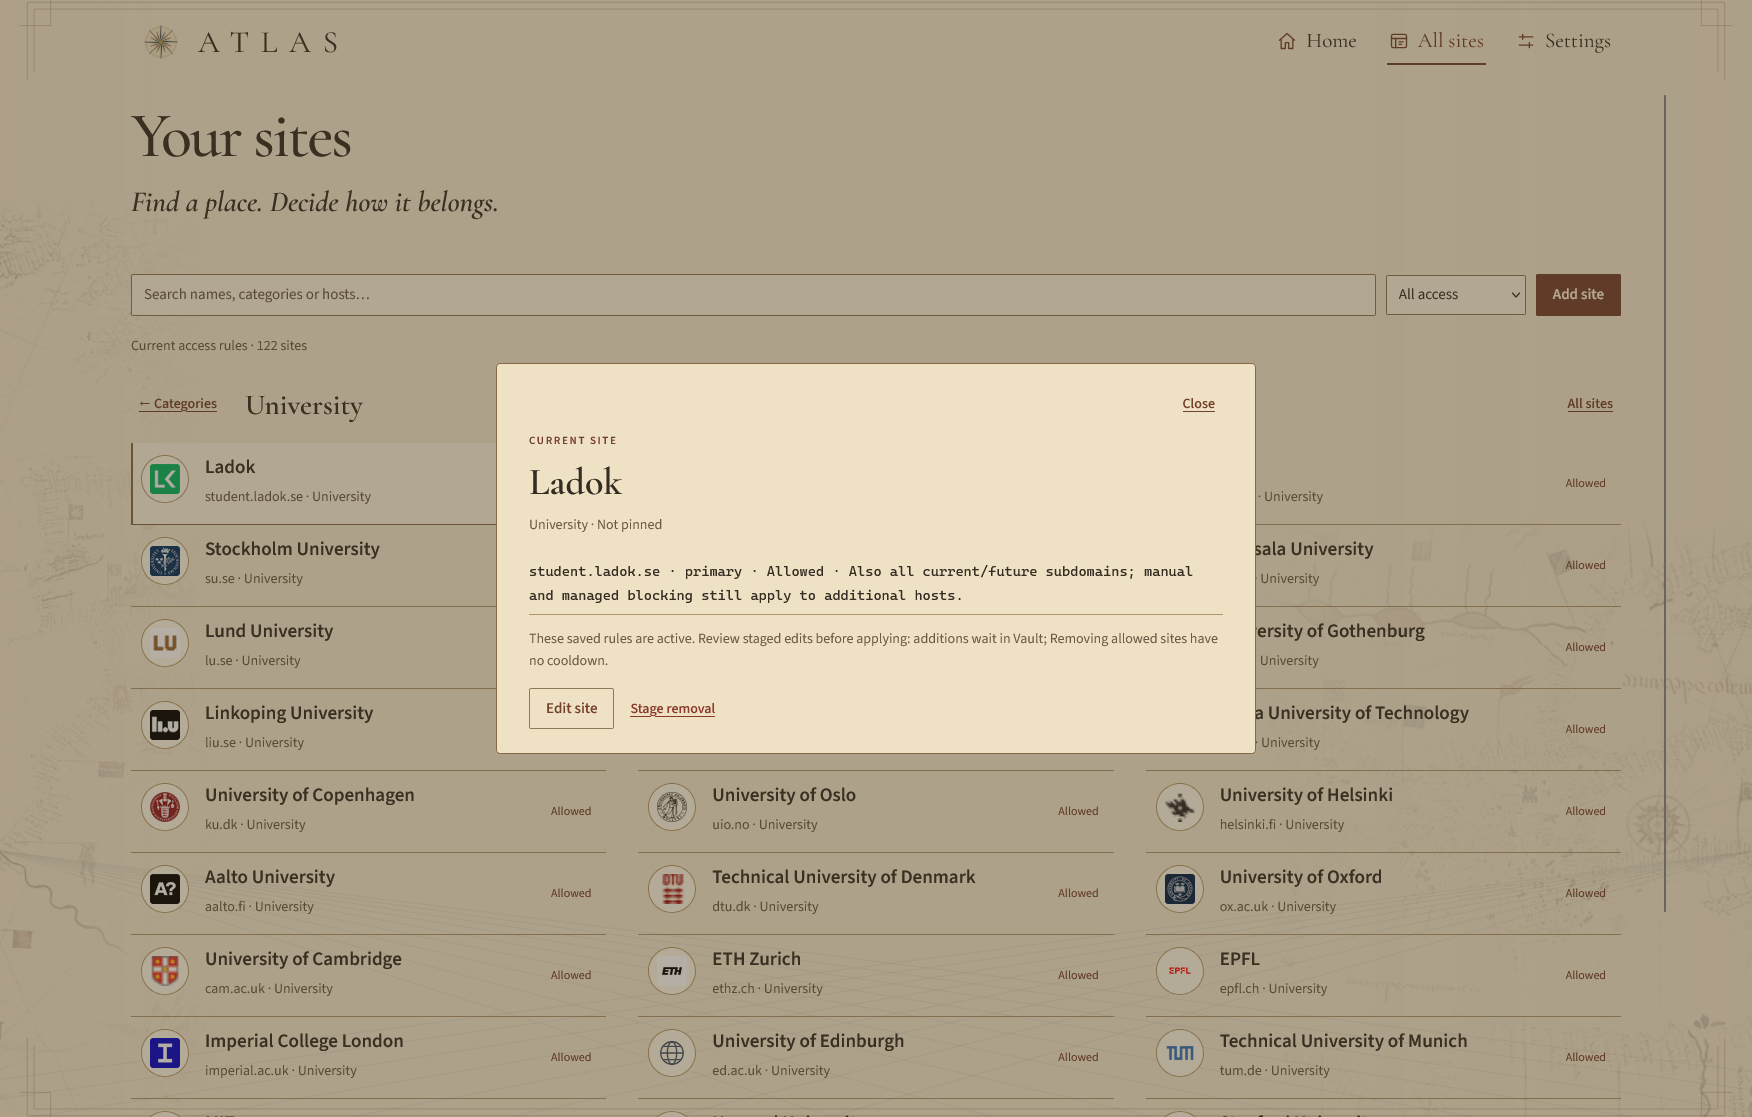 ATLAS
Home
All sites
Settings
Your sites
Find a place. Decide how it belongs.
Search names, categories or hosts…
All access
Add site
Current access rules · 122 sites
← Categories
University
All sites
Close
CURRENT SITE
Ladok
University · Not pinned
student.ladok.se · primary · Allowed · Also all current/future subdomains; manual
and managed blocking still apply to additional hosts.
These saved rules are active. Review staged edits before applying: additions wait in Vault; Removing allowed sites have
no cooldown.
Edit site
Stage removal
LK
Ladok
student.ladok.se · University
· University
Allowed
Stockholm University
su.se · University
sala University
· University
Allowed
LU
Lund University
lu.se · University
ersity of Gothenburg
University
Allowed
li.u
Linkoping University
liu.se · University
a University of Technology
· University
Allowed
University of Copenhagen
ku.dk · University
Allowed
University of Oslo
uio.no · University
Allowed
University of Helsinki
helsinki.fi · University
Allowed
A?
Aalto University
aalto.fi · University
Allowed
DTU
Technical University of Denmark
dtu.dk · University
Allowed
University of Oxford
ox.ac.uk · University
Allowed
University of Cambridge
cam.ac.uk · University
Allowed
ETH
ETH Zurich
ethz.ch · University
Allowed
EPFL
EPFL
epfl.ch · University
Allowed
I
Imperial College London
imperial.ac.uk · University
Allowed
University of Edinburgh
ed.ac.uk · University
Allowed
TUM
Technical University of Munich
tum.de · University
Allowed